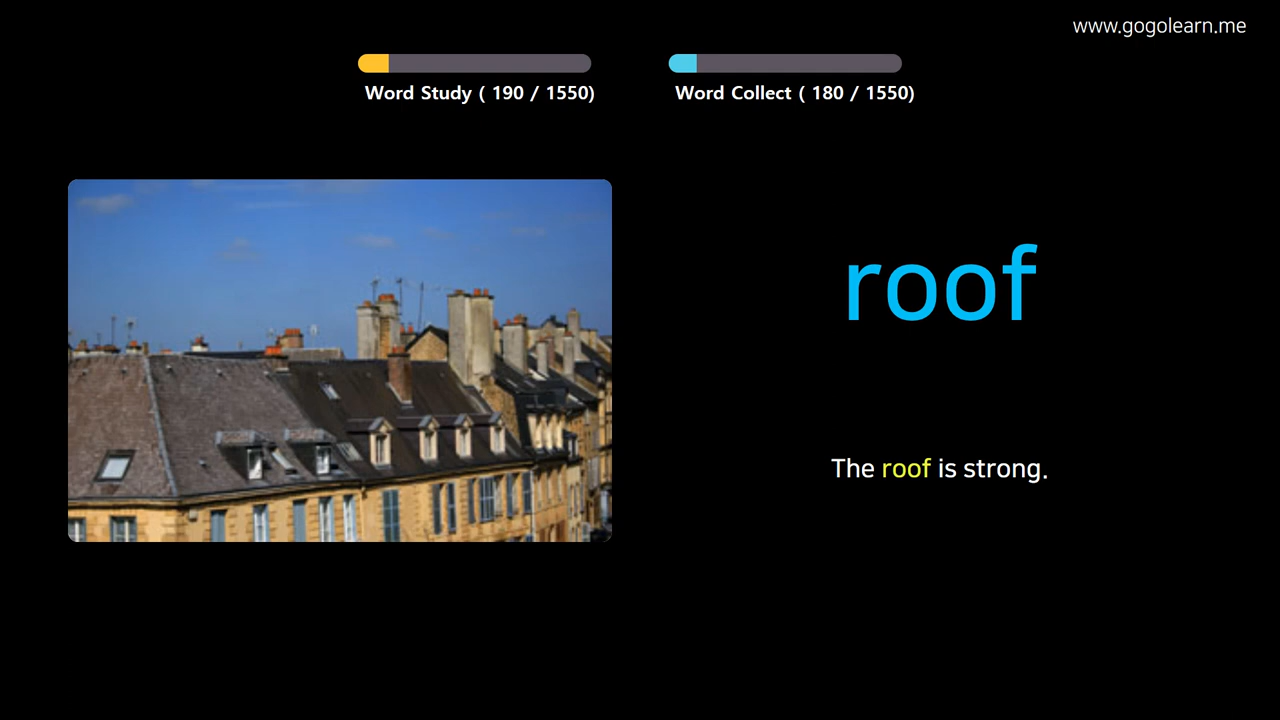 www.gogolearn.me
Word Study ( 190 / 1550)
Word Collect ( 180 / 1550)
roof
The roof is strong.